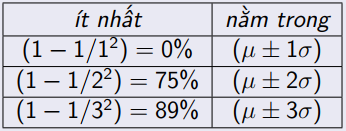 ít nhất nằm trong
(1 − 1/1²) = 0% (μ ± 1σ)
(1 − 1/2²) = 75% (μ ± 2σ)
(1 − 1/3²) = 89% (μ ± 3σ)